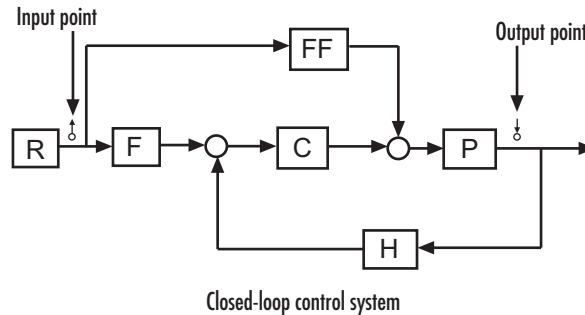 Input point
Output point
FF
R
F
C
P
H
Closed-loop control system